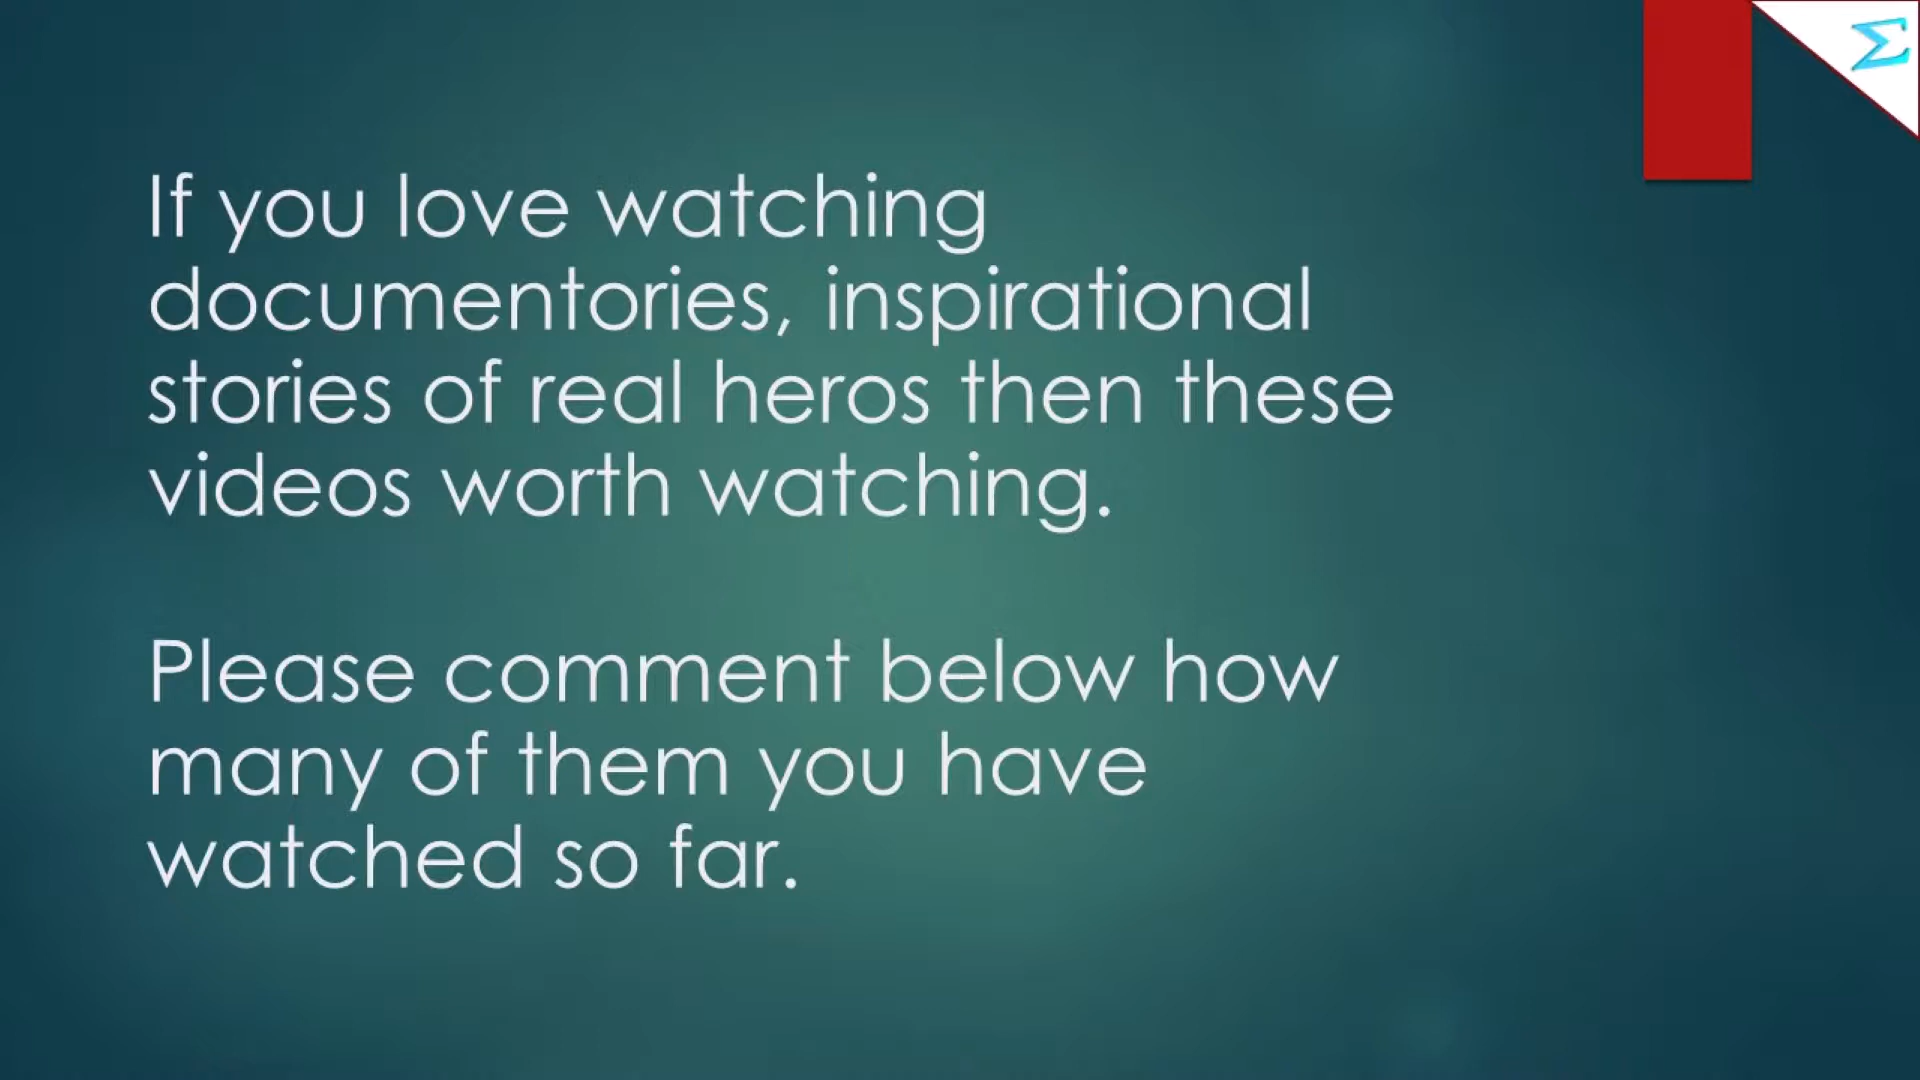 Σ
If you love watching
documentories, inspirational
stories of real heros then these
videos worth watching.
Please comment below how
many of them you have
watched so far.